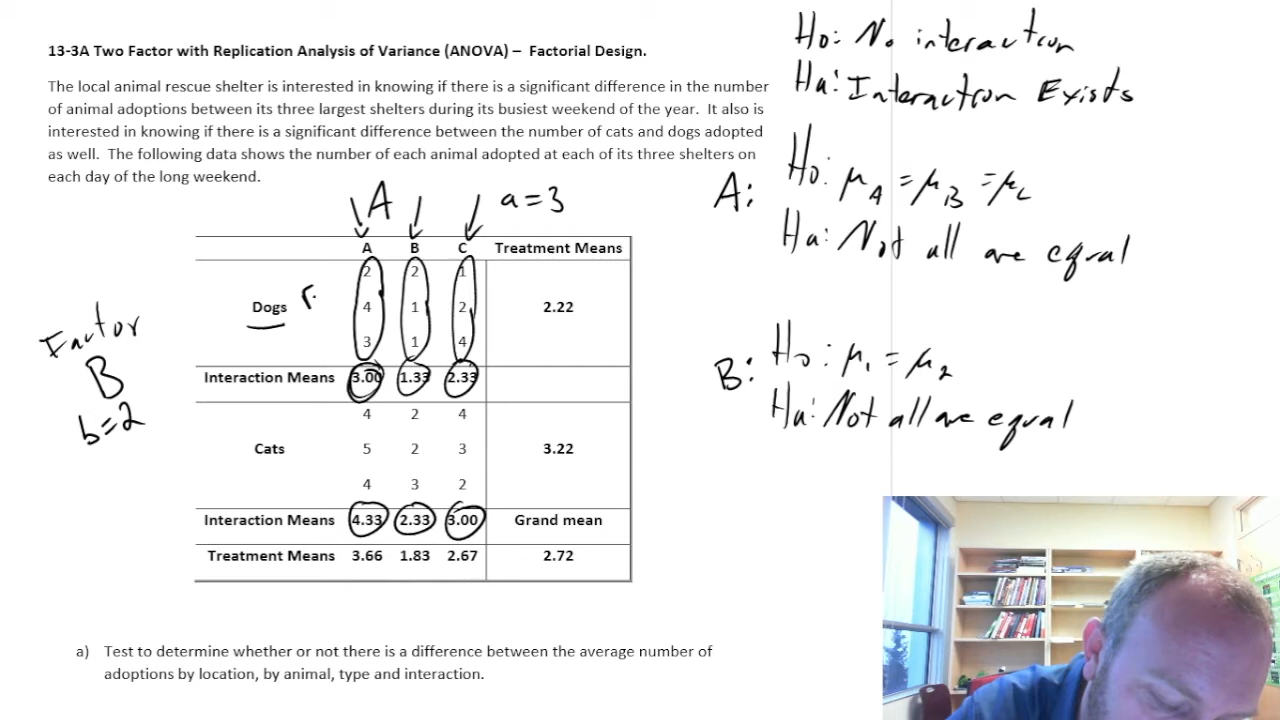 13-3A Two Factor with Replication Analysis of Variance (ANOVA) – Factorial Design.
The local animal rescue shelter is interested in knowing if there is a significant difference in the number
of animal adoptions between its three largest shelters during its busiest weekend of the year. It also is
interested in knowing if there is a significant difference between the number of cats and dogs adopted
as well. The following data shows the number of each animal adopted at each of its three shelters on
each day of the long weekend.
A a=3
A B C Treatment Means
2 2 1
Dogs r 4 1 2 2.22
3 1 4
Interaction Means 3.00 1.33 2.33
4 2 4
Cats 5 2 3 3.22
4 3 2
Interaction Means 4.33 2.33 3.00 Grand mean
Treatment Means 3.66 1.83 2.67 2.72
Factor
B
b=2
a) Test to determine whether or not there is a difference between the average number of
adoptions by location, by animal, type and interaction.
Ho: No interaction
Ha: Interaction Exists
A: Ho: μA = μB = μC
Ha: Not all are equal
B: Ho: μ1 = μ2
Ha: Not all are equal